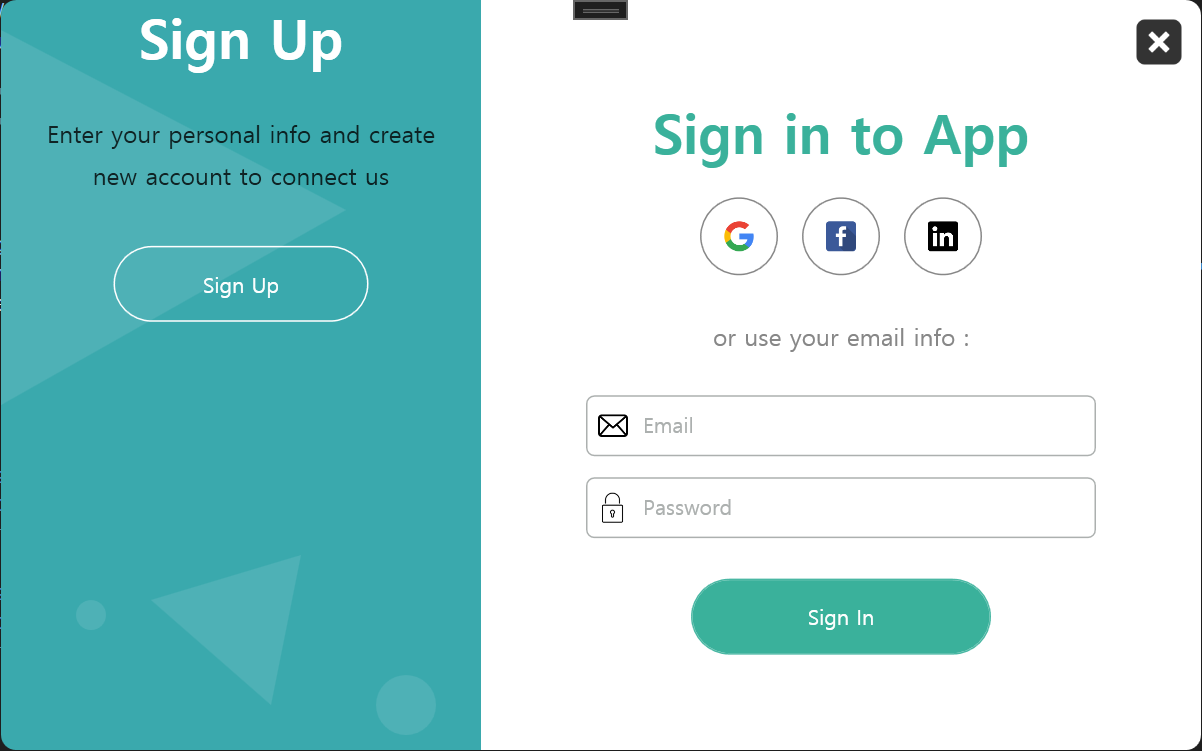 Sign Up
Enter your personal info and create
new account to connect us
Sign Up
Sign in to App
or use your email info :
Email
Password
Sign In